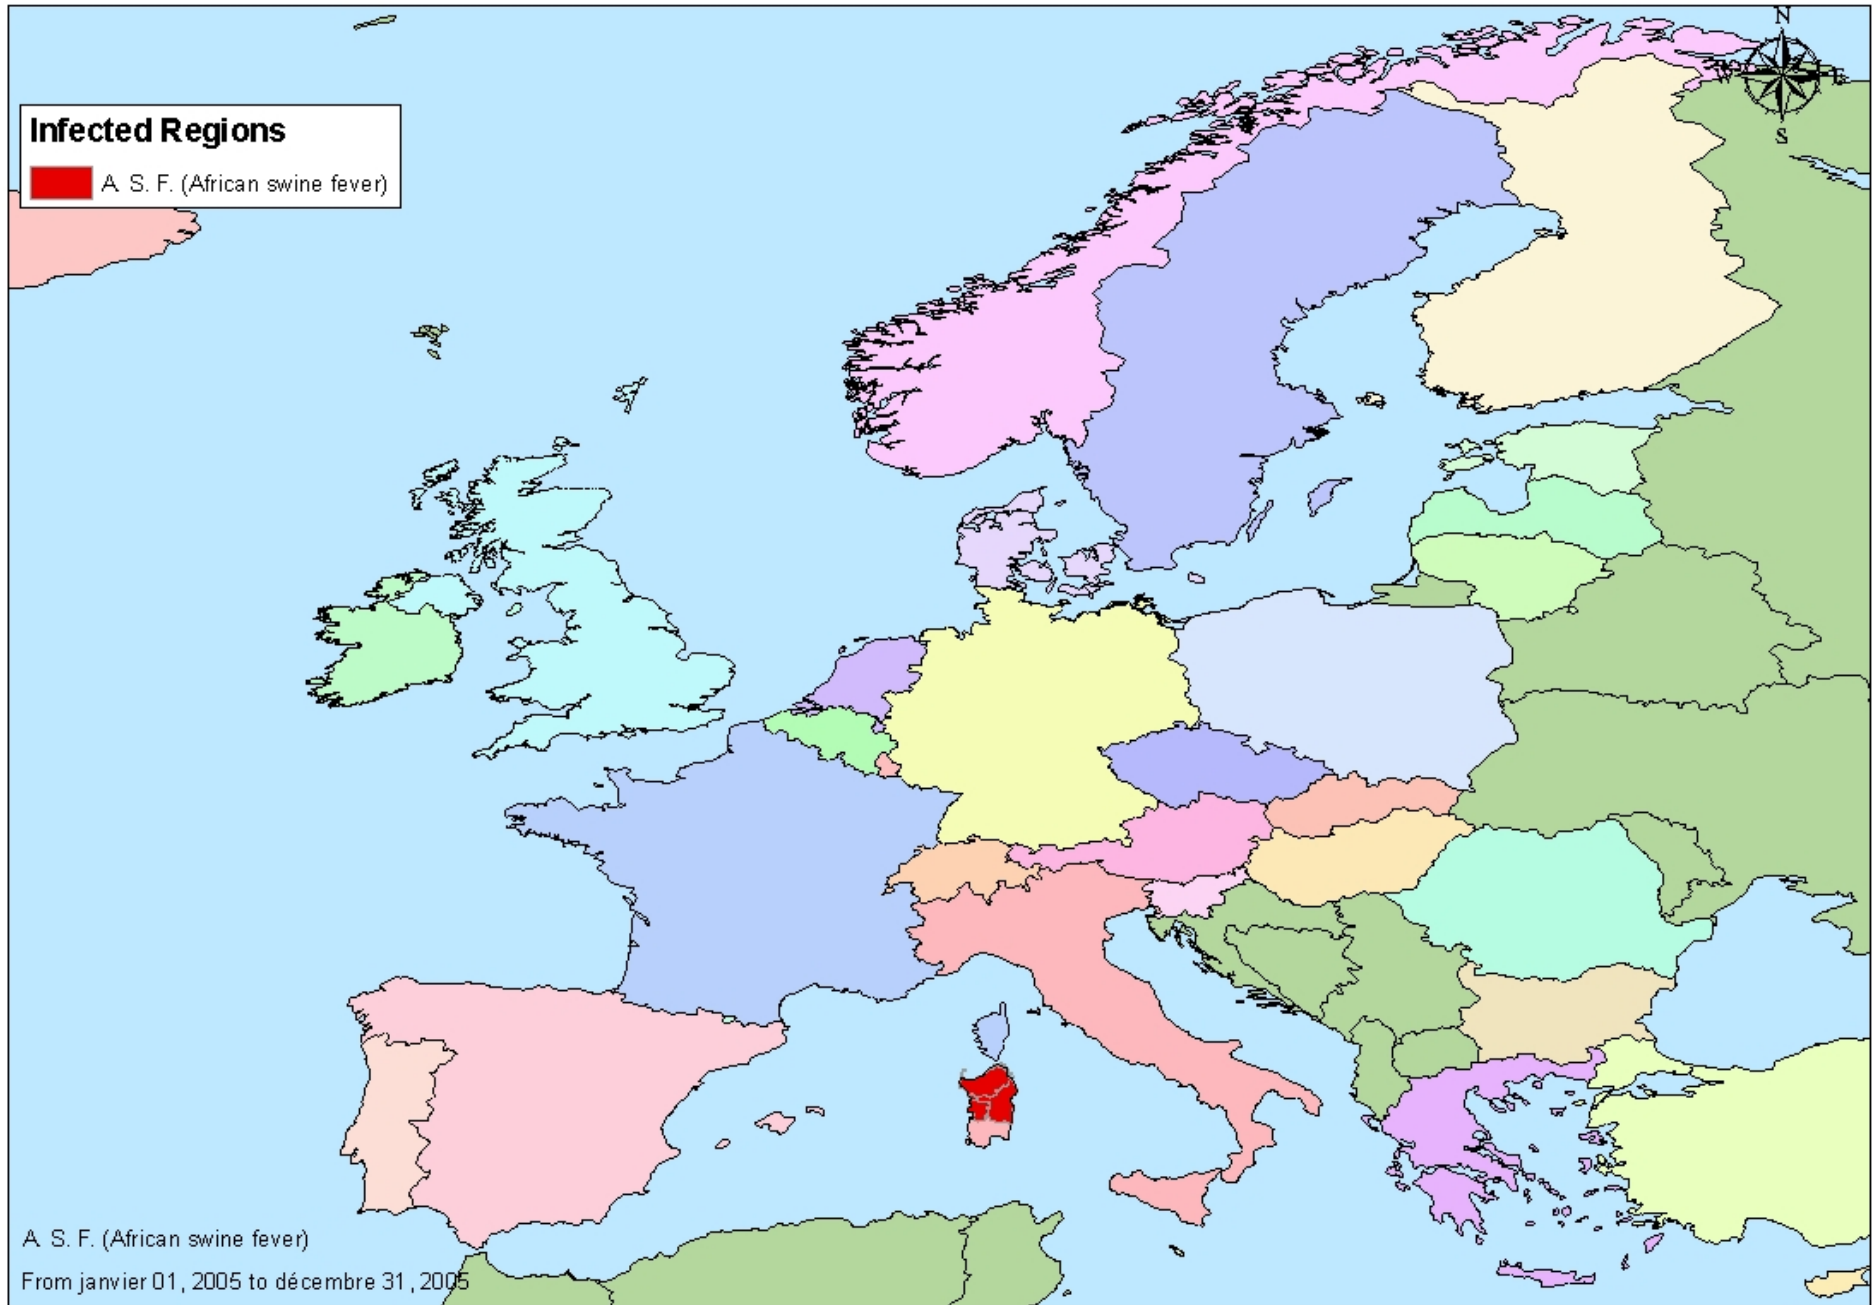 N
Infected Regions
A. S. F. (African swine fever)
S
A. S. F. (African swine fever)
From janvier 01, 2005 to décembre 31, 2005